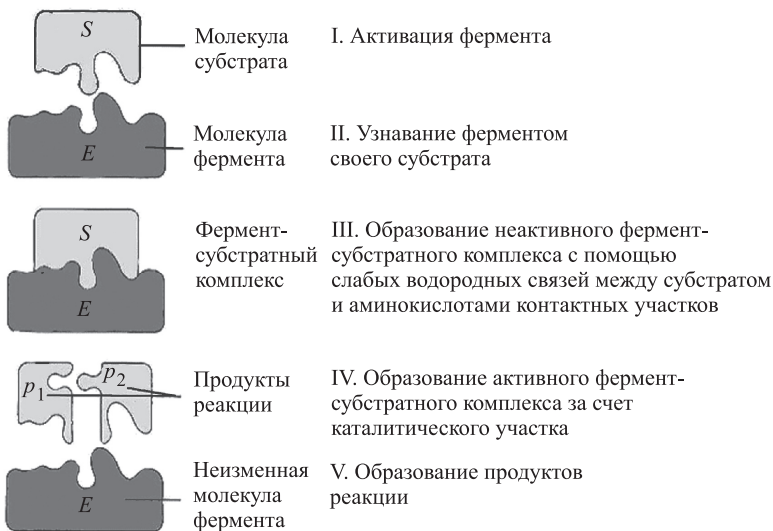 S
Молекула
субстрата
I. Активация фермента
E
Молекула
фермента
II. Узнавание ферментом
своего субстрата
S
E
Фермент-
субстратный
комплекс
III. Образование неактивного фермент-
субстратного комплекса с помощью
слабых водородных связей между субстратом
и аминокислотами контактных участков
p1
p2
Продукты
реакции
IV. Образование активного фермент-
субстратного комплекса за счет
каталитического участка
E
Неизменная
молекула
фермента
V. Образование продуктов
реакции